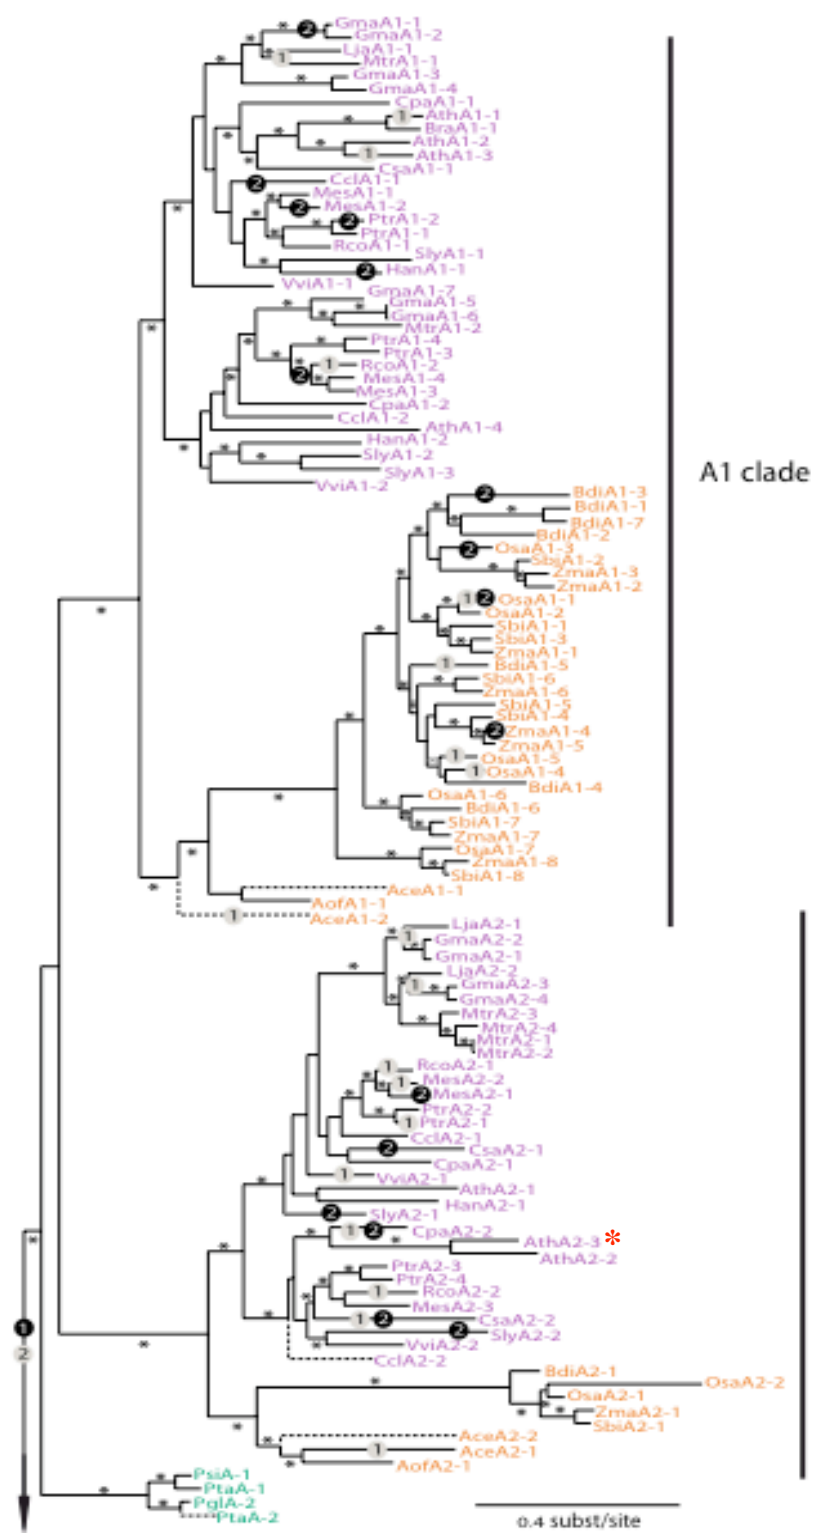 GmaA1-1
GmaA1-2
LjaA1-1
MtrA1-1
GmaA1-3
GmaA1-4
CpaA1-1
AthA1-1
BraA1-1
AthA1-2
AthA1-3
CsaA1-1
CclA1-1
MesA1-1
MesA1-2
PtrA1-2
PtrA1-1
RcoA1-1
SlyA1-1
HanA1-1
VviA1-1
GmaA1-7
GmaA1-5
GmaA1-6
MtrA1-2
PtrA1-4
PtrA1-3
RcoA1-2
MesA1-4
MesA1-3
CpaA1-2
CclA1-2
AthA1-4
HanA1-2
SlyA1-2
SlyA1-3
VviA1-2
A1 clade
BdiA1-3
BdiA1-1
BdiA1-7
BdiA1-2
OsaA1-3
SbiA1-2
ZmaA1-3
ZmaA1-2
OsaA1-1
OsaA1-2
SbiA1-1
SbiA1-3
ZmaA1-1
BdiA1-5
SbiA1-6
ZmaA1-6
SbiA1-5
SbiA1-4
ZmaA1-4
ZmaA1-5
OsaA1-5
OsaA1-4
BdiA1-4
OsaA1-6
BdiA1-6
SbiA1-7
ZmaA1-7
OsaA1-7
ZmaA1-8
SbiA1-8
AceA1-1
AofA1-1
AceA1-2
LjaA2-1
GmaA2-2
GmaA2-1
LjaA2-2
GmaA2-3
GmaA2-4
MtrA2-3
MtrA2-4
MtrA2-1
MtrA2-2
RcoA2-1
MesA2-2
MesA2-1
PtrA2-2
PtrA2-1
CclA2-1
CsaA2-1
CpaA2-1
VviA2-1
AthA2-1
HanA2-1
SlyA2-1
CpaA2-2
AthA2-3 *
AthA2-2
PtrA2-3
PtrA2-4
RcoA2-2
MesA2-3
CsaA2-2
SlyA2-2
VviA2-2
CclA2-2
BdiA2-1
OsaA2-2
OsaA2-1
ZmaA2-1
SbiA2-1
AceA2-2
AceA2-1
AofA2-1
PsiA-1
PtaA-1
PglA-2
PtaA-2
0.4 subst/site